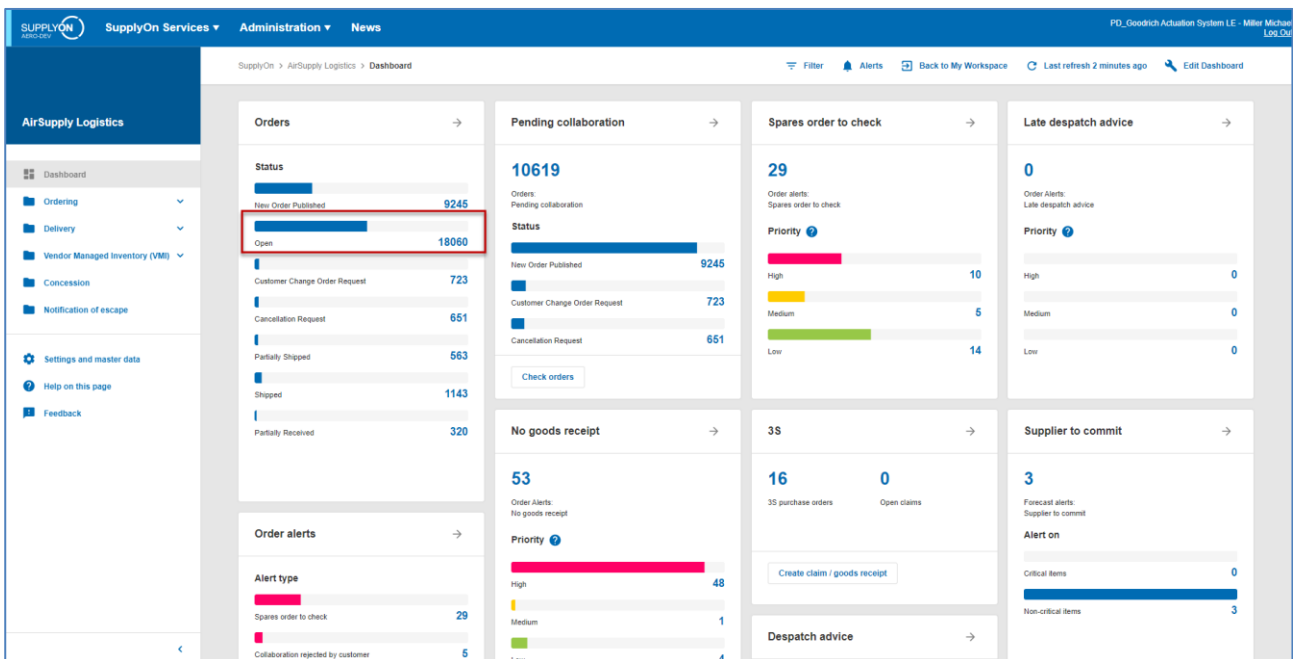 SUPPLYON
AERO-DEV
SupplyOn Services ▾ Administration ▾ News
PD_Goodrich Actuation System LE - Miller Michael
Log Out
SupplyOn > AirSupply Logistics > Dashboard
Filter Alerts Back to My Workspace Last refresh 2 minutes ago Edit Dashboard
AirSupply Logistics
Dashboard
Ordering
Delivery
Vendor Managed Inventory (VMI)
Concession
Notification of escape
Settings and master data
Help on this page
Feedback
Orders
Status
New Order Published 9245
Open 18060
Customer Change Order Request 723
Cancellation Request 651
Partially Shipped 563
Shipped 1143
Partially Received 320
Order alerts
Alert type
Spares order to check 29
Collaboration rejected by customer 5
Pending collaboration
10619
Orders:
Pending collaboration
Status
New Order Published 9245
Customer Change Order Request 723
Cancellation Request 651
Check orders
No goods receipt
53
Order Alerts:
No goods receipt
Priority
High 48
Medium 1
Spares order to check
29
Order alerts:
Spares order to check
Priority
High 10
Medium 5
Low 14
3S
16 0
3S purchase orders Open claims
Create claim / goods receipt
Despatch advice
Late despatch advice
0
Order Alerts:
Late despatch advice
Priority
High 0
Medium 0
Low 0
Supplier to commit
3
Forecast alerts:
Supplier to commit
Alert on
Critical items 0
Non-critical items 3